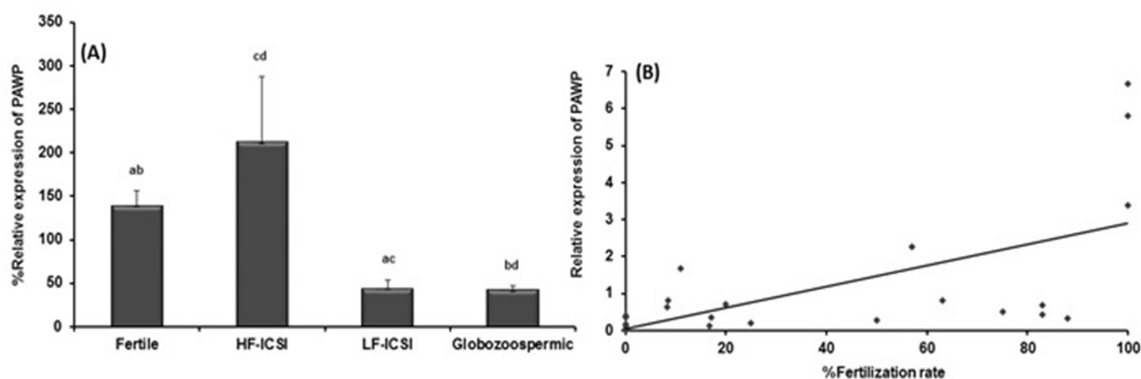 (A)
%Relative expression of PAWP
350
300
250
200
150
100
50
0
ab
cd
ac
bd
Fertile
HF-ICSI
LF-ICSI
Globozoospermic
(B)
Relative expression of PAWP
7
6
5
4
3
2
1
0
0
20
40
60
80
100
%Fertilization rate